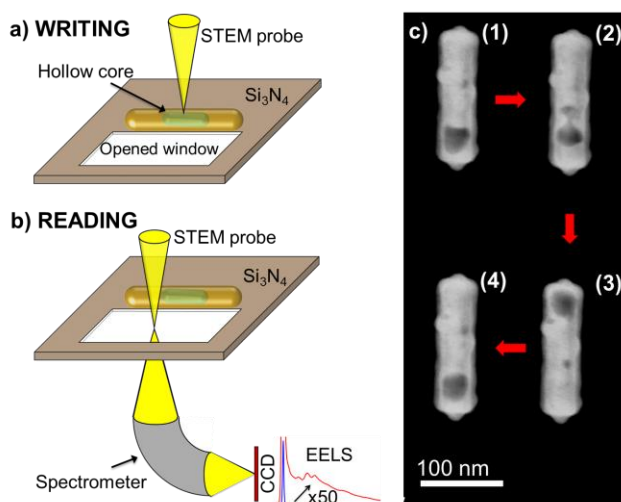 a) WRITING
STEM probe
Hollow core
Si₃N₄
Opened window
b) READING
STEM probe
Si₃N₄
Spectrometer
CCD
EELS
x50
c)
(1)
(2)
(4)
(3)
100 nm